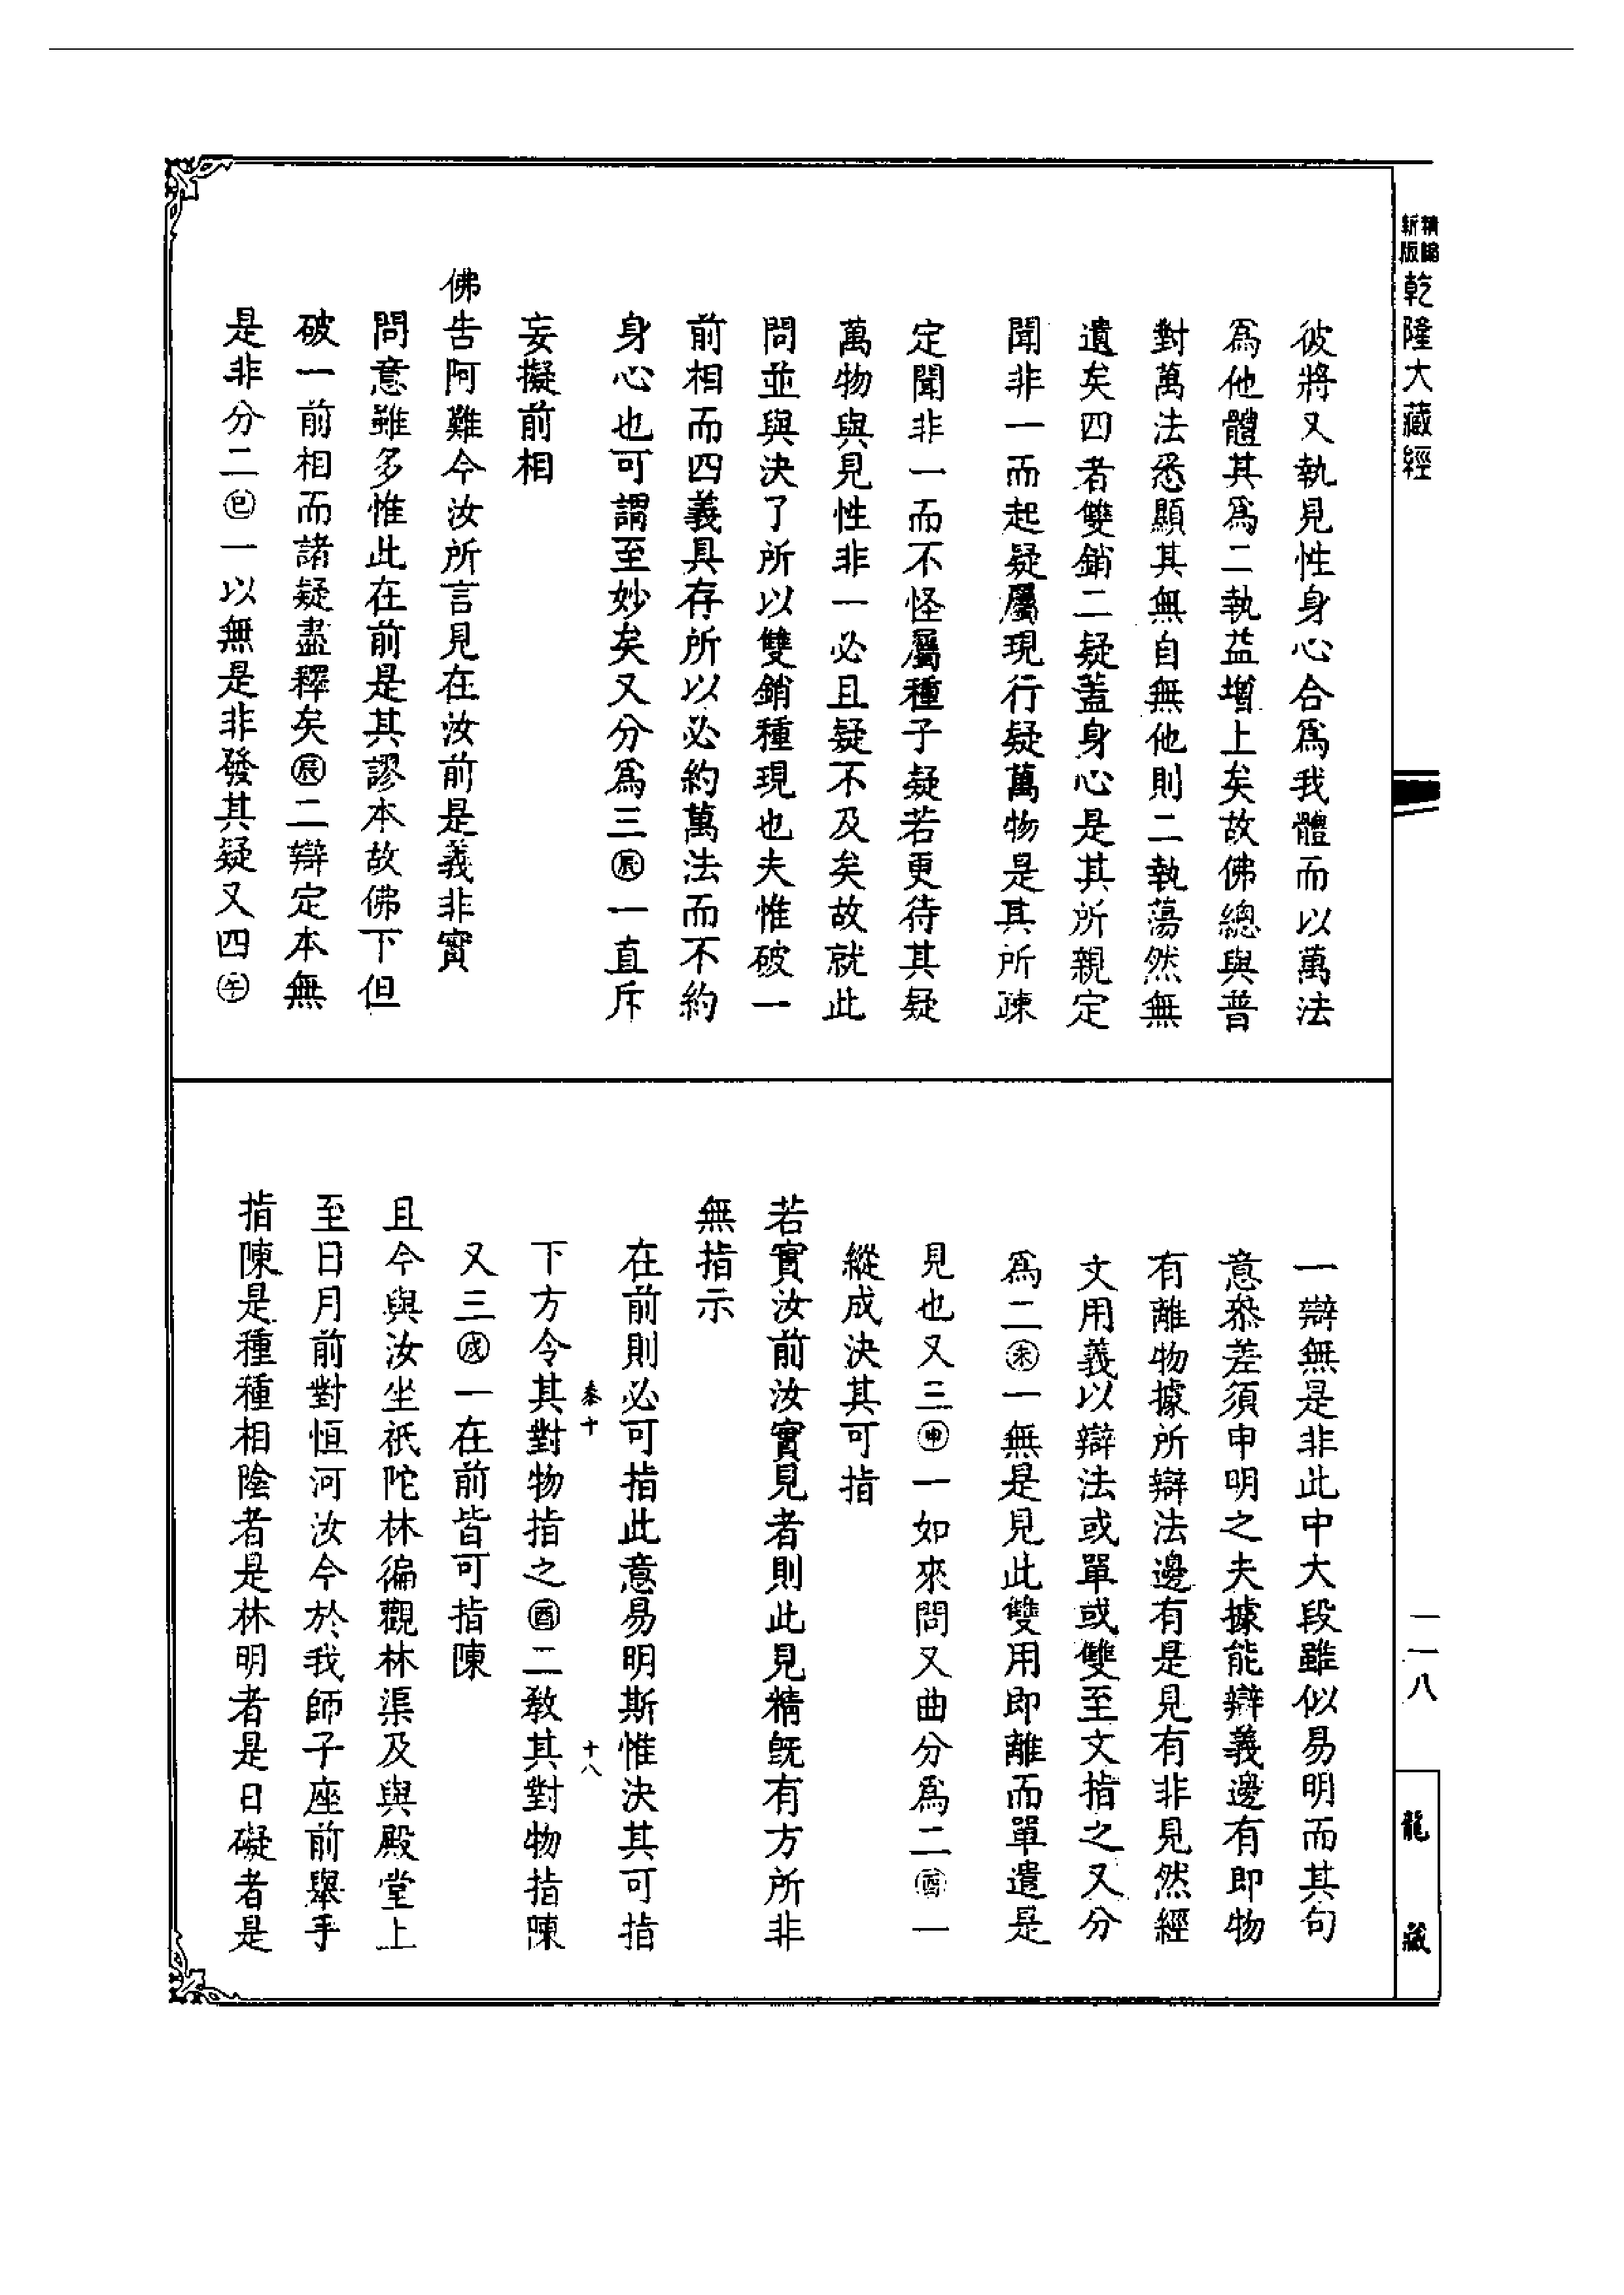 精縮新版乾隆大藏經
彼將又執見性身心合爲我體而以萬法
爲他體其爲二執益增上矣故佛總與普
對萬法悉顯其無自無他則二執蕩然無
遺矣四者雙銷二疑蓋身心是其所親定
聞非一而起疑屬現行疑萬物是其所疎
定聞非一而不怪屬種子疑若更待其疑
萬物與見性非一必且疑不及矣故就此
問並與決了所以雙銷種現也夫惟破一
前相而四義具存所以必約萬法而不約
身心也可謂至妙矣又分爲三㊂辰一直斥
妄擬前相
佛告阿難今汝所言見在汝前是義非實
問意雖多惟此在前是其謬本故佛下但
破一前相而諸疑盡釋矣辰二辯定本無
是非分二巳一以無是非發其疑又四午
一辯無是非此中大段雖似易明而其句
意叅差須申明之夫據能辯義邊有即物
有離物據所辯法邊有是見有非見然經
文用義以辯法或單或雙至文指之又分
爲二未一無是見此雙用即離而單遣是
見也又三申一如來問又曲分爲二酉一
縱成決其可指
若實汝前汝實見者則此見精旣有方所非
無指示
在前則必可指此意易明斯惟決其可指
下方令其對物指之酉二敎其對物指陳
又三戌一在前皆可指陳
且今與汝坐祇陀林徧觀林渠及與殿堂上
至日月前對恒河汝今於我師子座前舉手
指陳是種種相陰者是林明者是日礙者是
十八
一一八
龍藏